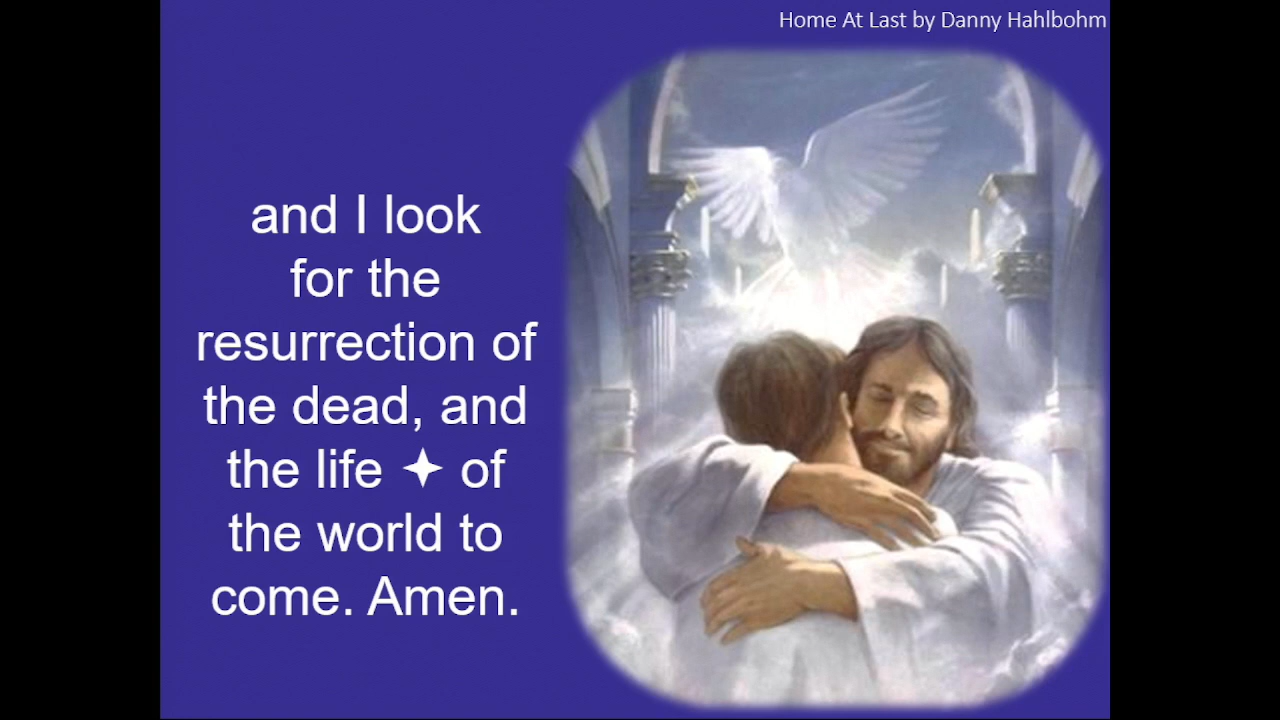 Home At Last by Danny Hahlbohm
and I look
for the
resurrection of
the dead, and
the life ✦ of
the world to
come. Amen.